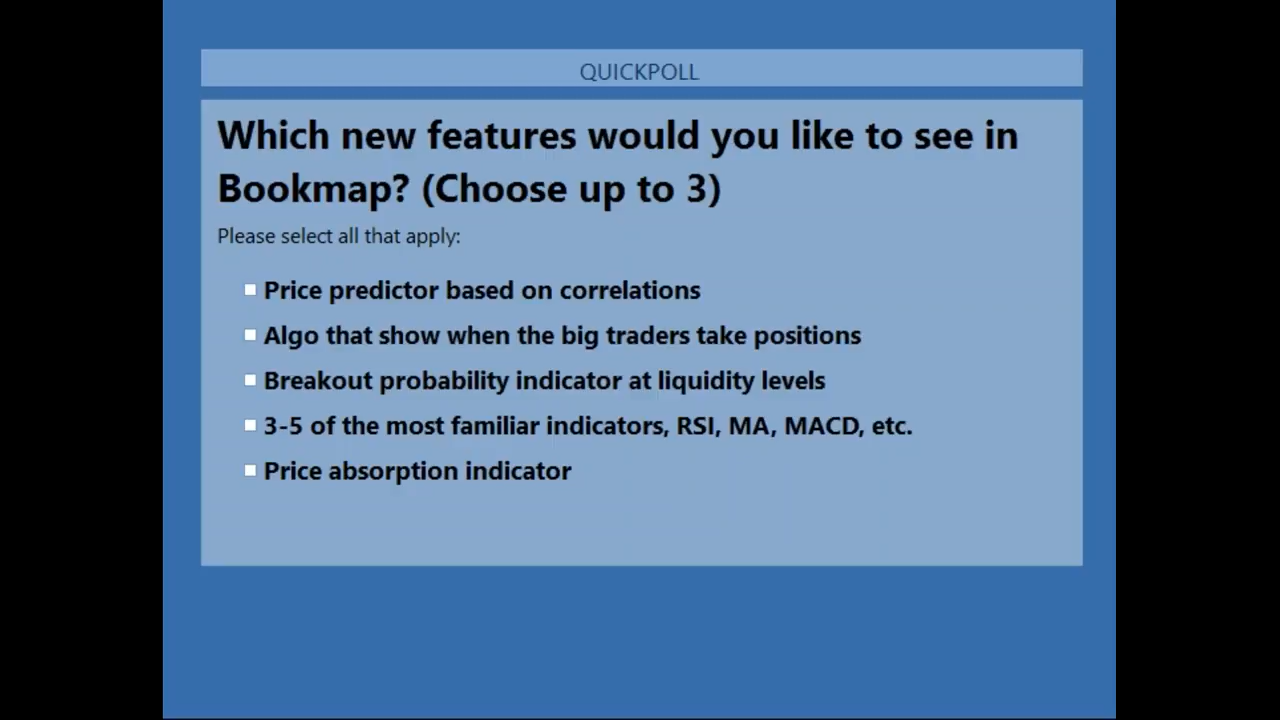 QUICKPOLL
Which new features would you like to see in
Bookmap? (Choose up to 3)
Please select all that apply:
Price predictor based on correlations
Algo that show when the big traders take positions
Breakout probability indicator at liquidity levels
3-5 of the most familiar indicators, RSI, MA, MACD, etc.
Price absorption indicator